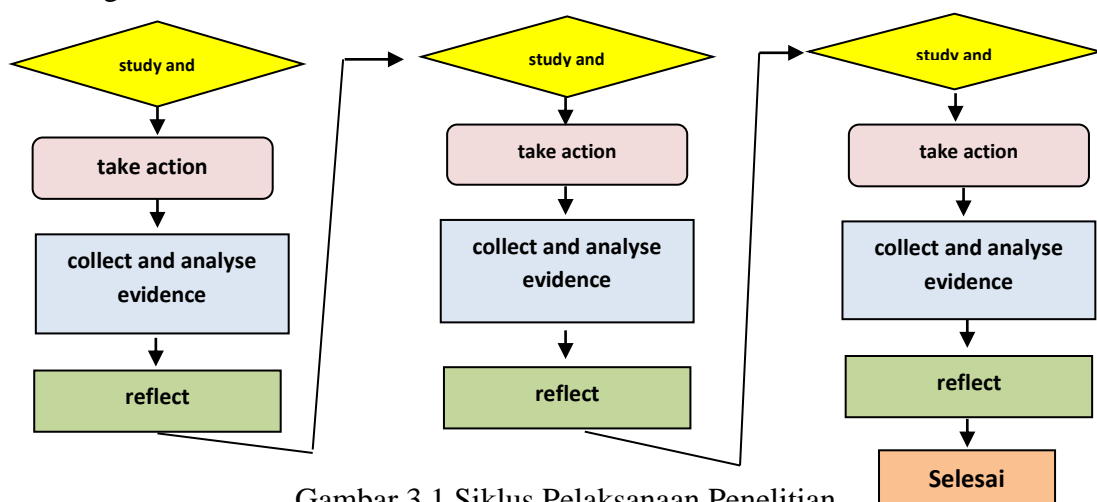 study and
take action
collect and analyse
evidence
reflect
study and
take action
collect and analyse
evidence
reflect
study and
take action
collect and analyse
evidence
reflect
Selesai
Gambar 3.1 Siklus Pelaksanaan Penelitian